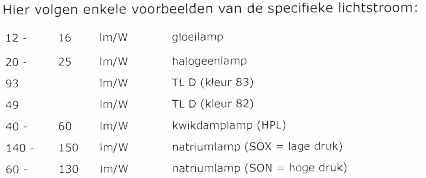 Hier volgen enkele voorbeelden van de specifieke lichtstroom:
12 - 16 lm/W gloeilamp
20 - 25 lm/W halogeenlamp
93 lm/W TL D (kleur 83)
49 lm/W TL D (kleur 82)
40 - 60 lm/W kwikdamplamp (HPL)
140 - 150 lm/W natriumlamp (SOX = lage druk)
60 - 130 lm/W natriumlamp (SON = hoge druk)